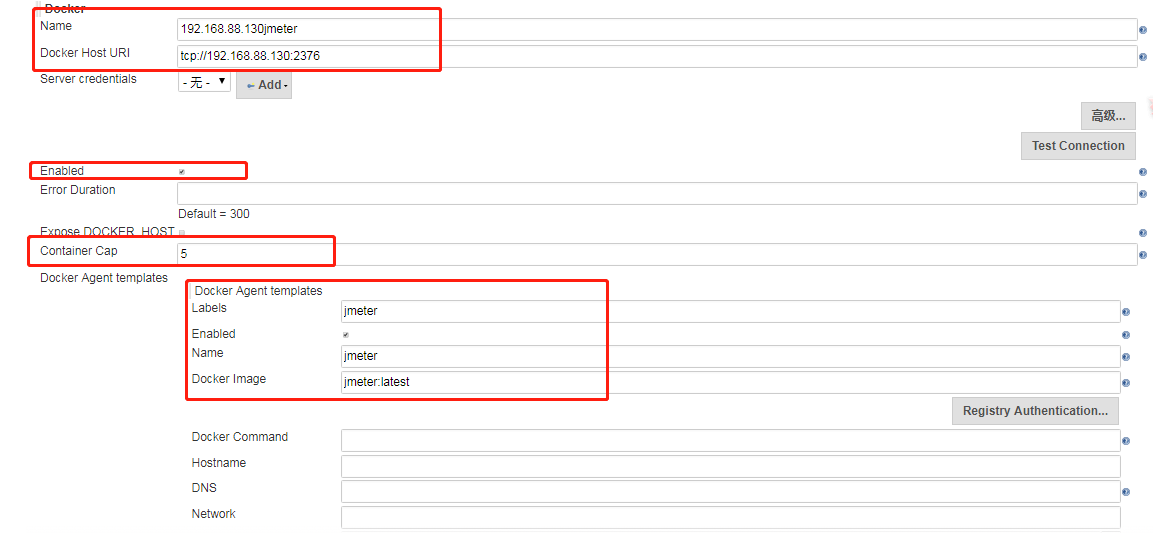 Docker
Name 192.168.88.130jmeter
Docker Host URI tcp://192.168.88.130:2376
Server credentials - 无 - Add
高级...
Test Connection
Enabled
Error Duration
Default = 300
Expose DOCKER_HOST
Container Cap 5
Docker Agent templates
Docker Agent templates
Labels jmeter
Enabled
Name jmeter
Docker Image jmeter:latest
Registry Authentication...
Docker Command
Hostname
DNS
Network